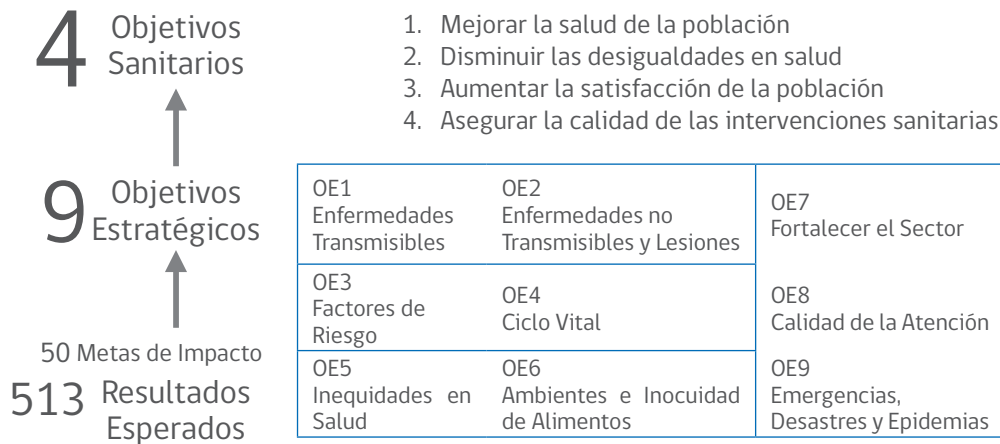 4 Objetivos
Sanitarios
1. Mejorar la salud de la población
2. Disminuir las desigualdades en salud
3. Aumentar la satisfacción de la población
4. Asegurar la calidad de las intervenciones sanitarias
9 Objetivos
Estratégicos
OE1
Enfermedades
Transmisibles
OE2
Enfermedades no
Transmisibles y Lesiones
OE7
Fortalecer el Sector
OE3
Factores de
Riesgo
OE4
Ciclo Vital
OE8
Calidad de la Atención
50 Metas de Impacto
513 Resultados
Esperados
OE5
Inequidades en
Salud
OE6
Ambientes e Inocuidad
de Alimentos
OE9
Emergencias,
Desastres y Epidemias